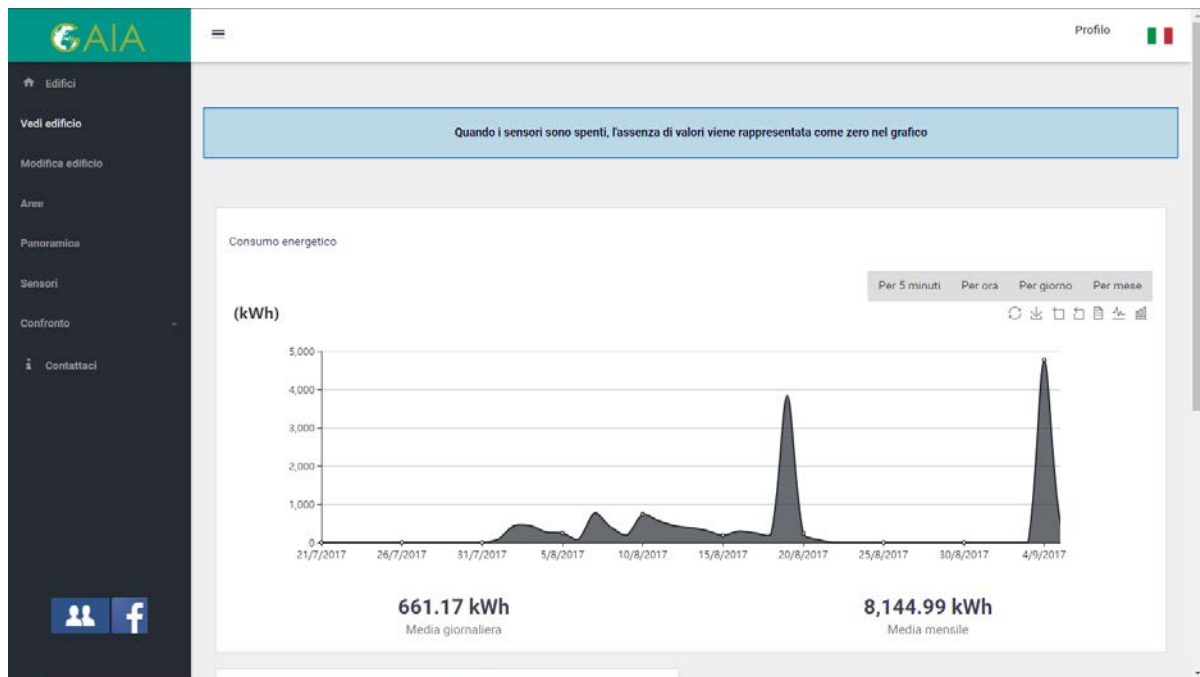 GAIA
Profilo
Edifici
Vedi edificio
Modifica edificio
Aree
Panoramica
Sensori
Confronto
Contattaci
Quando i sensori sono spenti, l'assenza di valori viene rappresentata come zero nel grafico
Consumo energetico
Per 5 minuti Per ora Per giorno Per mese
(kWh)
5,000
4,000
3,000
2,000
1,000
0
21/7/2017 26/7/2017 31/7/2017 5/8/2017 10/8/2017 15/8/2017 20/8/2017 25/8/2017 30/8/2017 4/9/2017
661.17 kWh
Media giornaliera
8,144.99 kWh
Media mensile